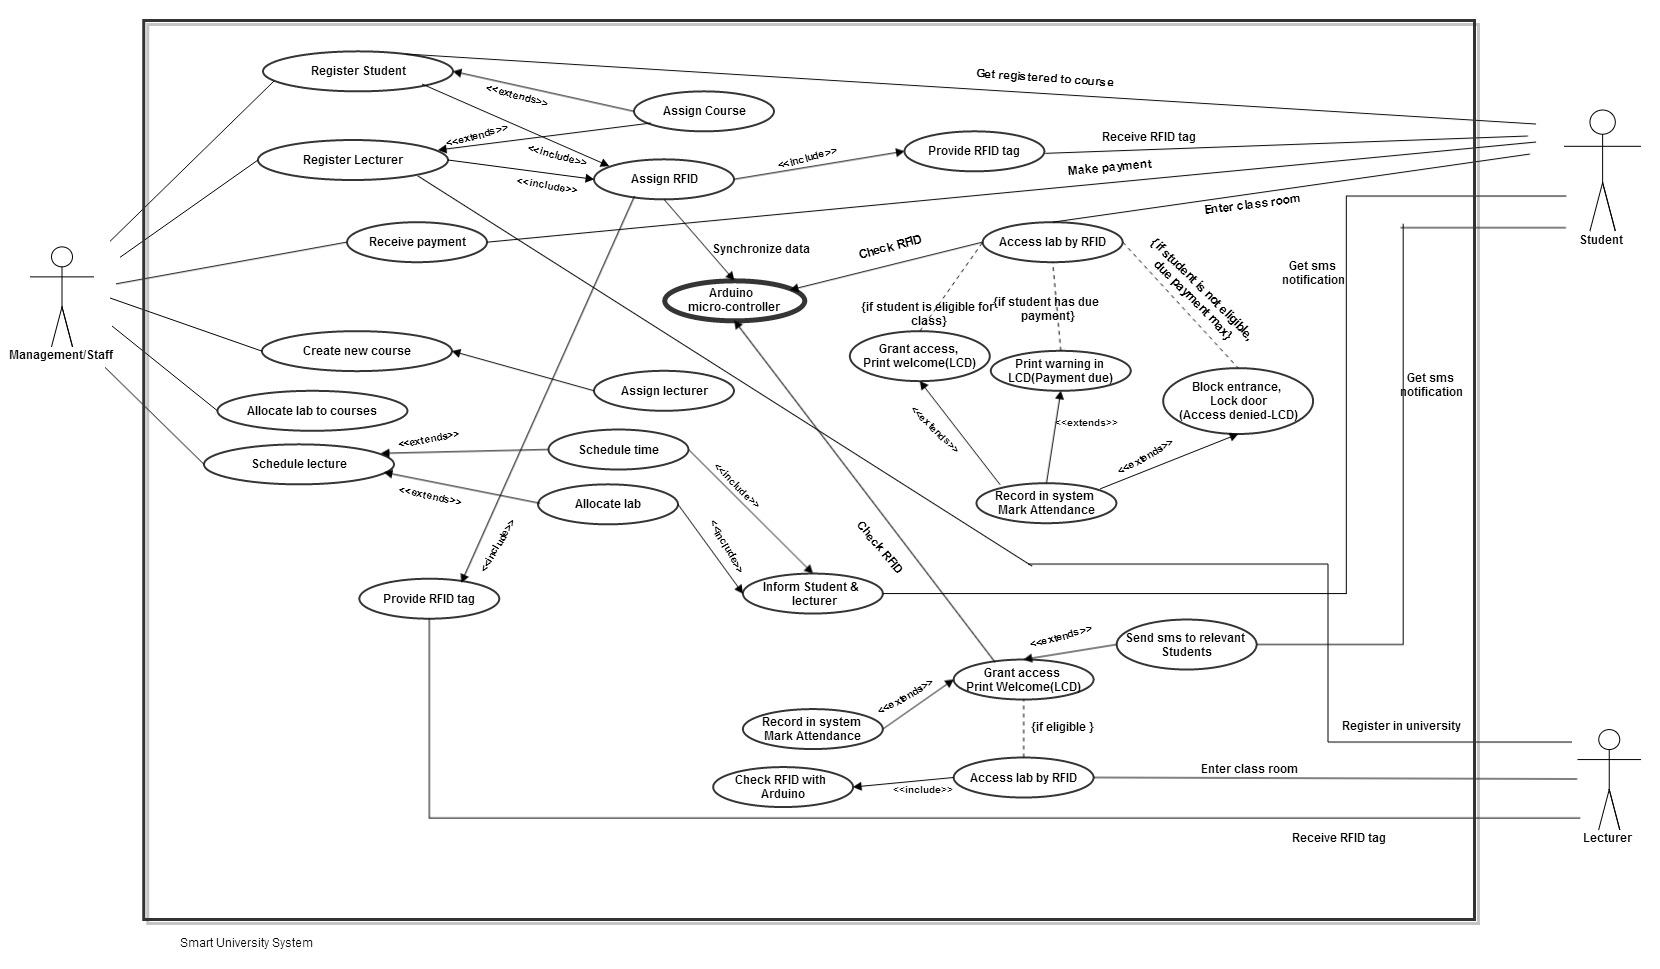 Register Student
Get registered to course
<<extends>>
Assign Course
<<extends>>
Receive RFID tag
Register Lecturer
<<include>>
<<include>>
Provide RFID tag
Make payment
<<include>>
Assign RFID
Enter class room
Receive payment
Synchronize data
Check RFID
Access lab by RFID
{if student is not eligible,
due payment max}
Student
Get sms
notification
Arduino
micro-controller
{if student is eligible for
class}
{if student has due
payment}
Management/Staff
Create new course
Grant access,
Print welcome(LCD)
Print warning in
LCD(Payment due)
Assign lecturer
Block entrance,
Lock door
(Access denied-LCD)
Get sms
notification
Allocate lab to courses
<<extends>>
<<extends>>
<<extends>>
Schedule lecture
<<extends>>
Schedule time
<<include>>
<<extends>>
Allocate lab
Record in system
Mark Attendance
<<include>>
<<include>>
Check RFID
Provide RFID tag
Inform Student &
lecturer
<<extends>>
Send sms to relevant
Students
Grant access
Print Welcome(LCD)
<<extends>>
Record in system
Mark Attendance
{if eligible }
Register in university
Check RFID with
Arduino
<<include>>
Access lab by RFID
Enter class room
Receive RFID tag
Lecturer
Smart University System